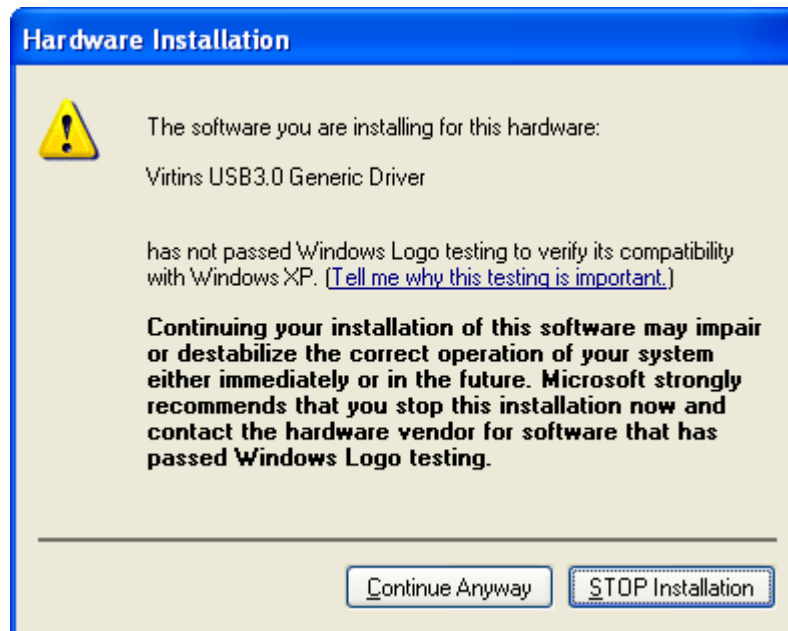 Hardware Installation
The software you are installing for this hardware:
Virtins USB3.0 Generic Driver
has not passed Windows Logo testing to verify its compatibility
with Windows XP. (Tell me why this testing is important.)
Continuing your installation of this software may impair
or destabilize the correct operation of your system
either immediately or in the future. Microsoft strongly
recommends that you stop this installation now and
contact the hardware vendor for software that has
passed Windows Logo testing.
Continue Anyway
STOP Installation